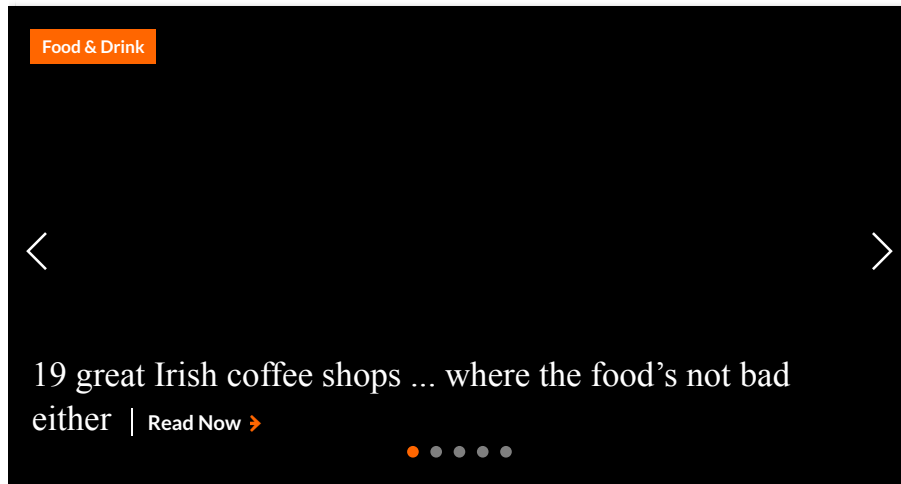 Food & Drink
19 great Irish coffee shops ... where the food’s not bad
either | Read Now